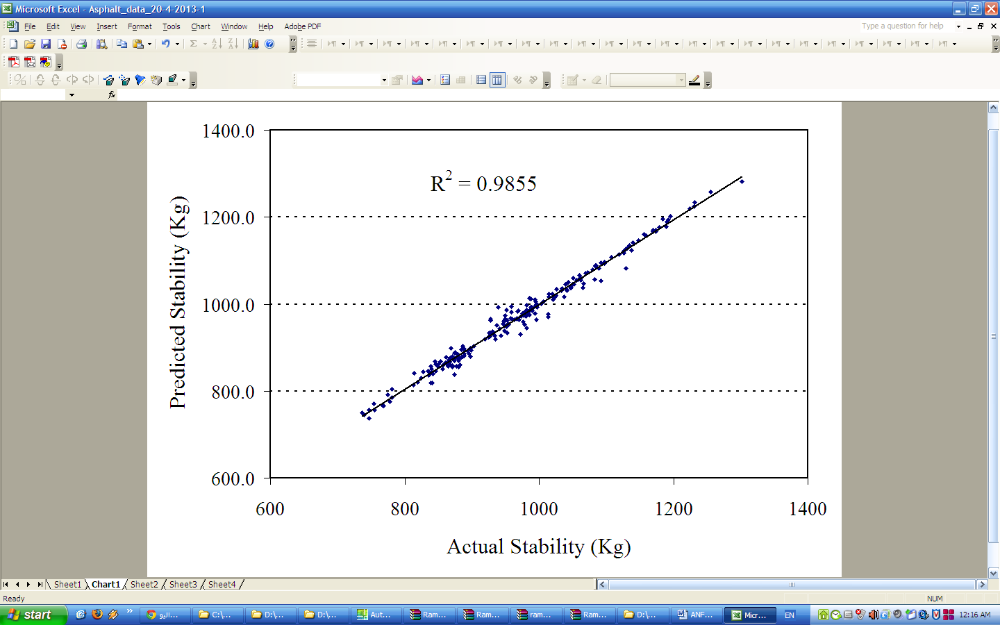 Microsoft Excel - Asphalt_data_20-4-2013-1
File Edit View Insert Format Tools Chart Window Help Adobe PDF
Type a question for help
fx
1400.0
R2 = 0.9855
1200.0
1000.0
800.0
600.0
Predicted Stability (Kg)
600 800 1000 1200 1400
Actual Stability (Kg)
Sheet1 Chart1 Sheet2 Sheet3 Sheet4
Ready
NUM
start
اليو...
C:\...
D:\...
D:\...
Aut...
Ram...
Ram...
ram...
Ram...
D:\...
ANF...
Micr...
EN
12:16 AM